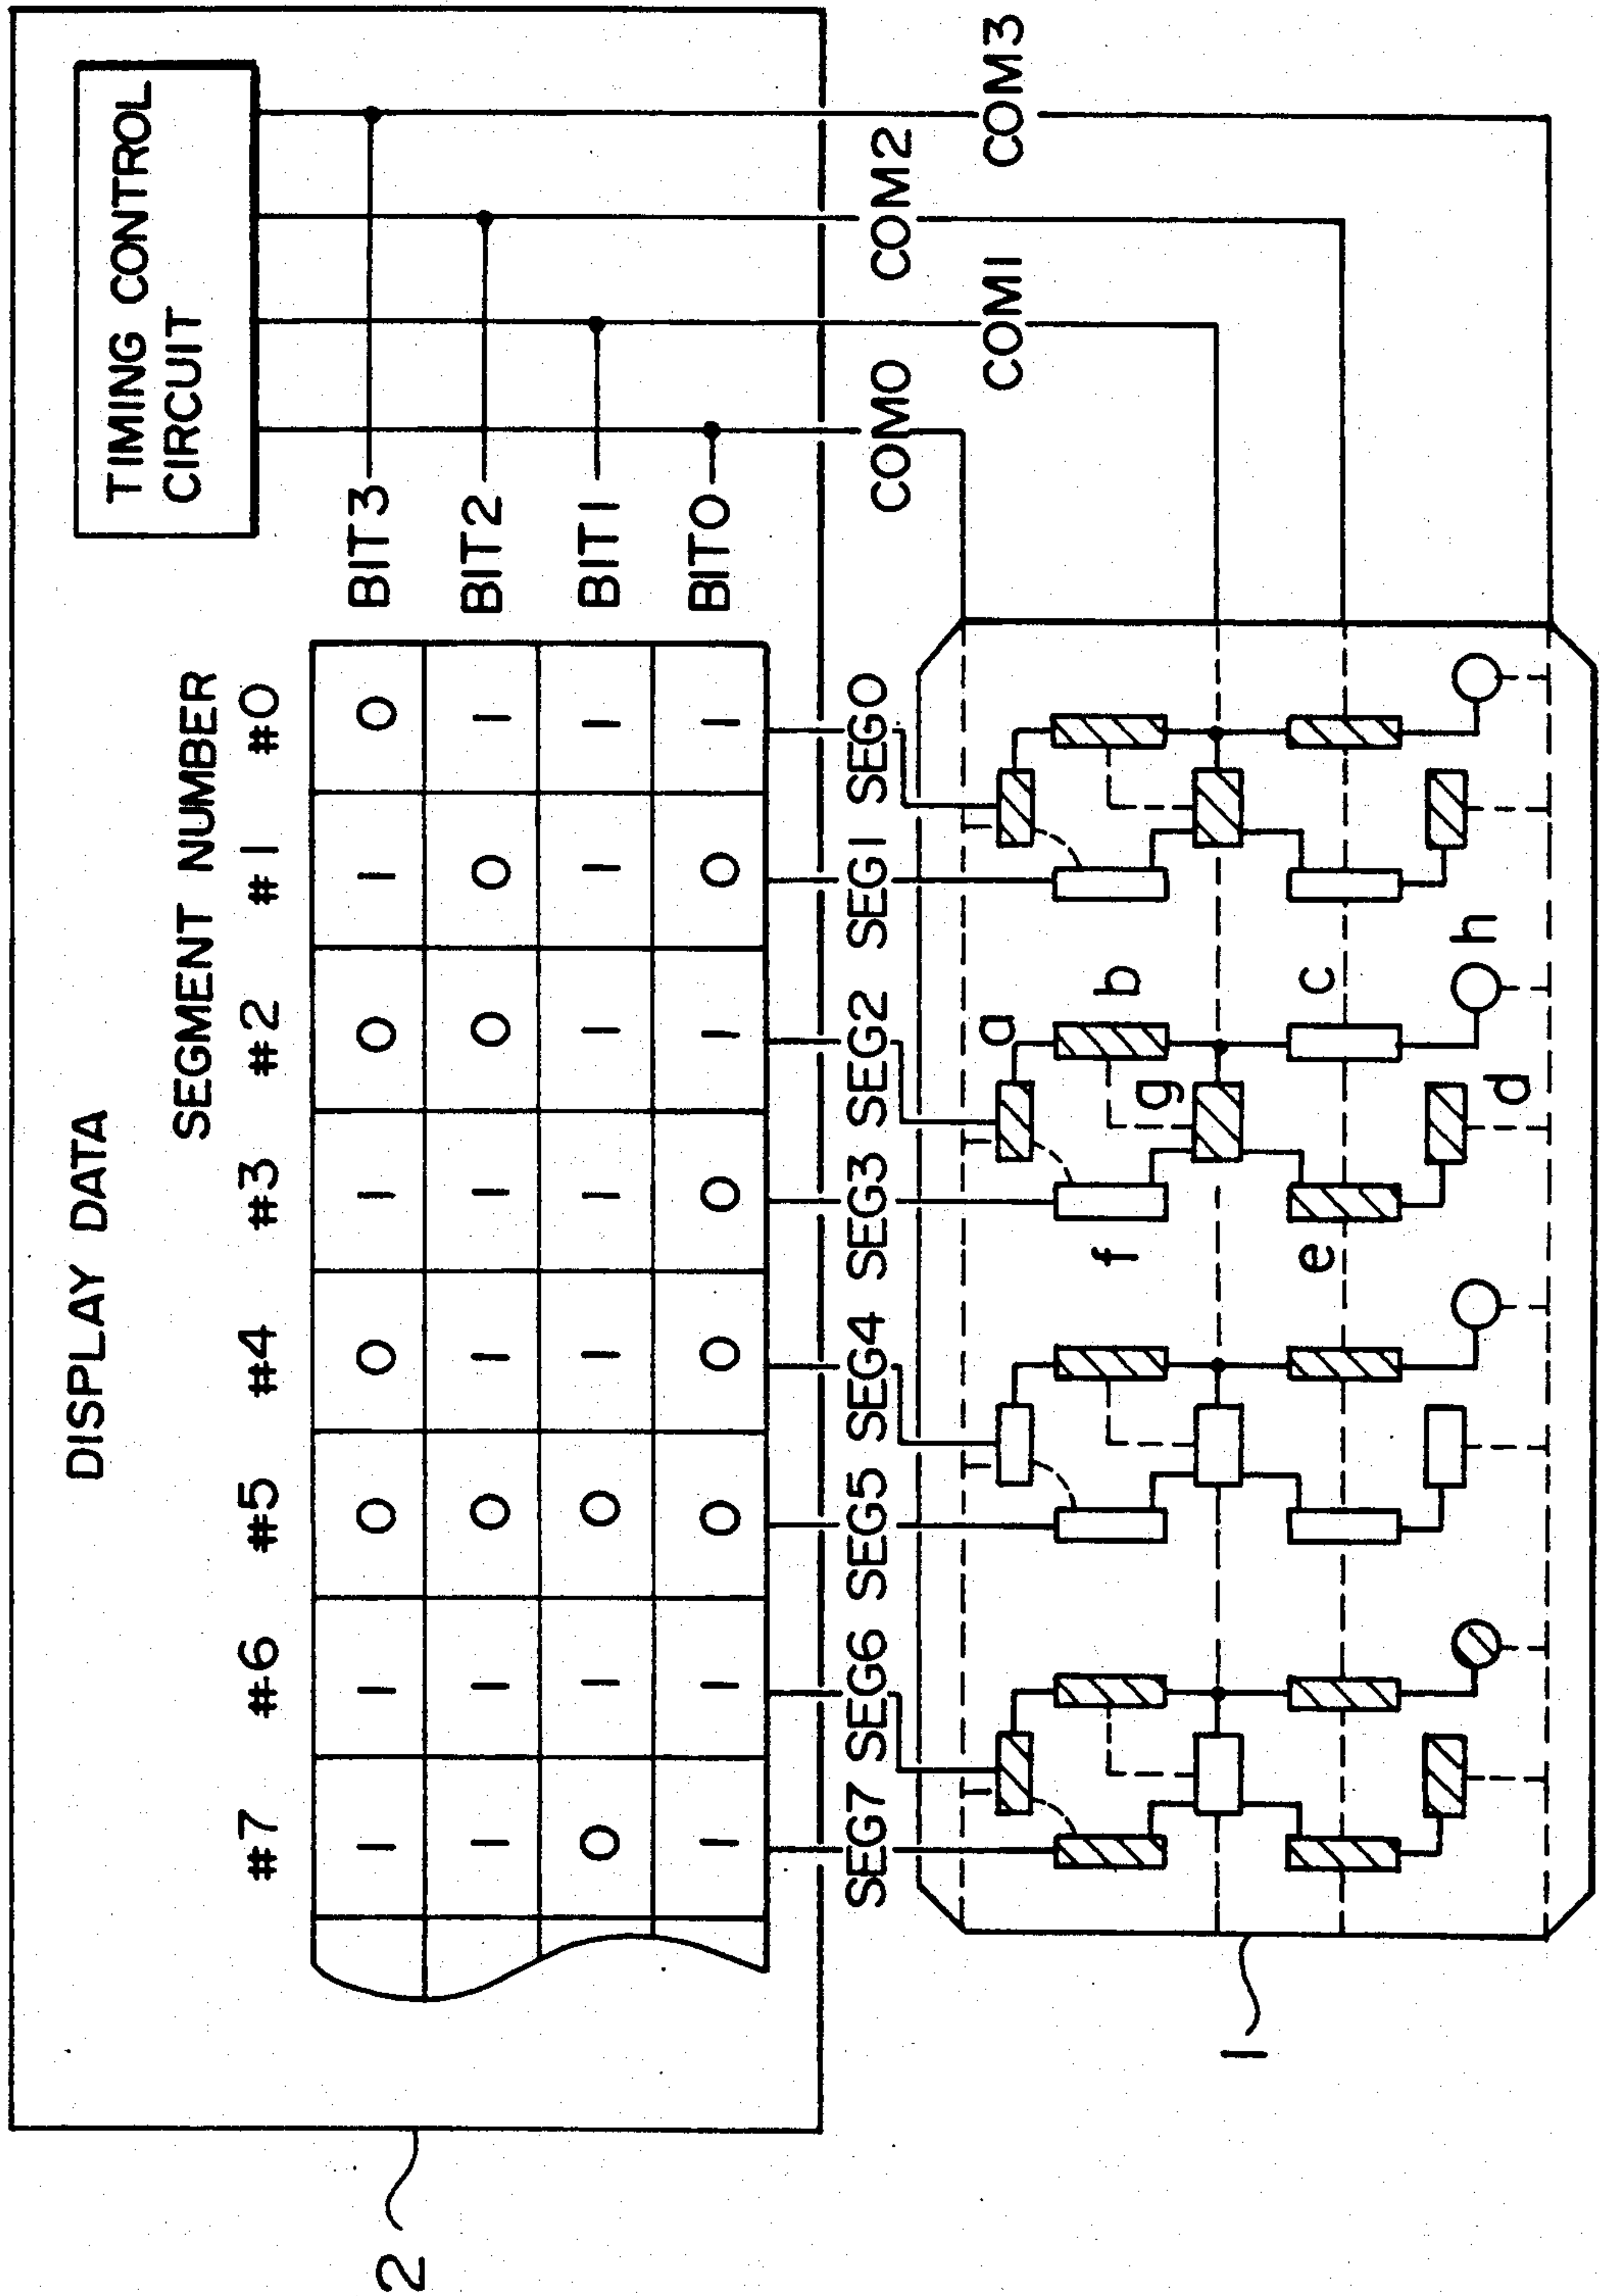 DISPLAY DATA
TIMING CONTROL
CIRCUIT
SEGMENT NUMBER
#7 #6 #5 #4 #3 #2 #1 #0
1 1 0 0 1 0 1 0 BIT3
1 1 0 1 1 0 0 1 BIT2
0 1 0 1 1 1 1 1 BIT1
1 1 0 0 0 1 0 1 BIT0
2
SEG7 SEG6 SEG5 SEG4 SEG3 SEG2 SEG1 SEG0 COM0 COM2
COM1 COM3
a
f b
g
e c
d h
1